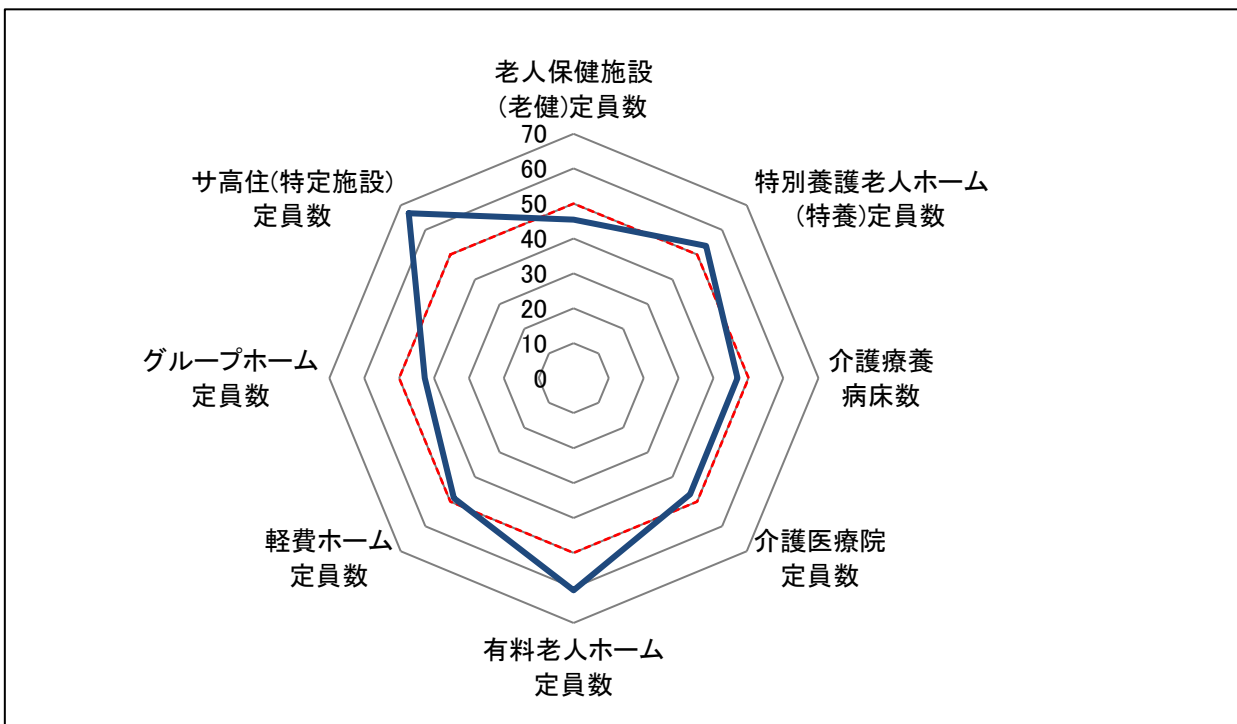 老人保健施設
(老健)定員数
特別養護老人ホーム
(特養)定員数
介護療養
病床数
介護医療院
定員数
有料老人ホーム
定員数
軽費ホーム
定員数
グループホーム
定員数
サ高住(特定施設)
定員数
70
60
50
40
30
20
10
0